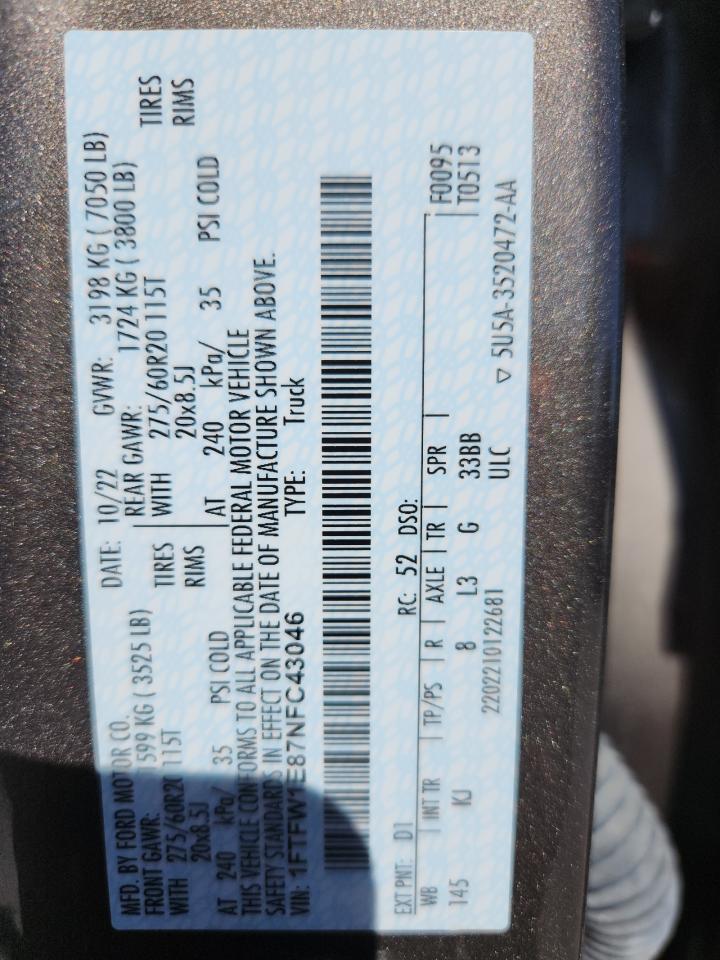 MFD. BY FORD MOTOR CO. DATE: 10/22 GVWR: 3198 KG ( 7050 LB)
FRONT GAWR: 1599 KG ( 3525 LB) REAR GAWR: 1724 KG ( 3800 LB)
WITH 275/60R20 115T TIRES WITH 275/60R20 115T TIRES
20x8.5J RIMS 20x8.5J RIMS
AT 240 kPa/ 35 PSI COLD AT 240 kPa/ 35 PSI COLD
THIS VEHICLE CONFORMS TO ALL APPLICABLE FEDERAL MOTOR VEHICLE
SAFETY STANDARDS IN EFFECT ON THE DATE OF MANUFACTURE SHOWN ABOVE.
VIN: 1FTFW1E87NFC43046 TYPE: Truck
EXT PNT: D1 RC: 52 DSO:
WB INT TR TP/PS R AXLE TR SPR F0095
145 KJ 8 L3 G 33BB T0513
2202210122681 ULC
▽ 5U5A-3520472-AA